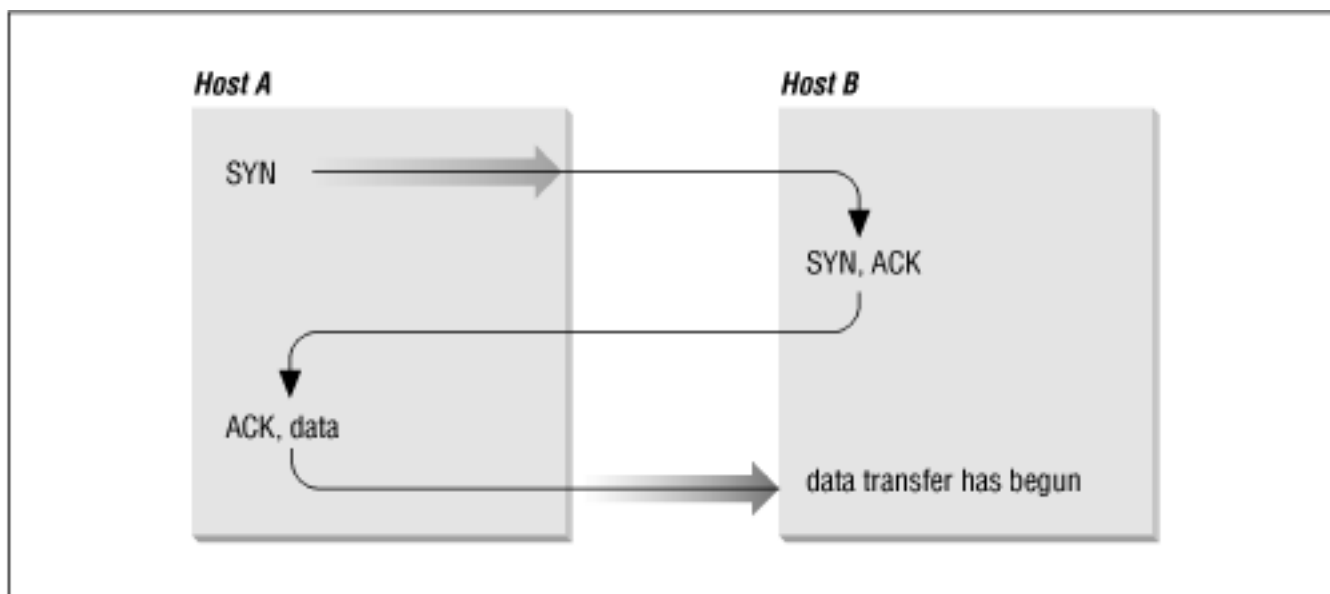 Host A
Host B
SYN
SYN, ACK
ACK, data
data transfer has begun